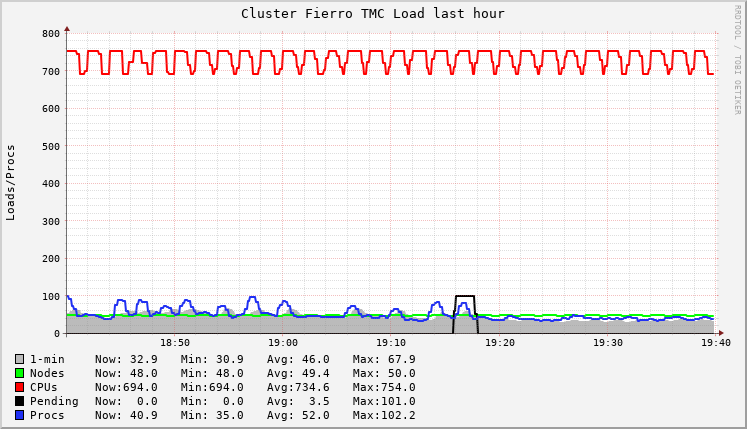 Cluster Fierro TMC Load last hour
RRDTOOL / TOBI OETIKER
Loads/Procs
800
700
600
500
400
300
200
100
0
18:50 19:00 19:10 19:20 19:30 19:40
1-min Now: 32.9 Min: 30.9 Avg: 46.0 Max: 67.9
Nodes Now: 48.0 Min: 48.0 Avg: 49.4 Max: 50.0
CPUs Now:694.0 Min:694.0 Avg:734.6 Max:754.0
Pending Now: 0.0 Min: 0.0 Avg: 3.5 Max:101.0
Procs Now: 40.9 Min: 35.0 Avg: 52.0 Max:102.2